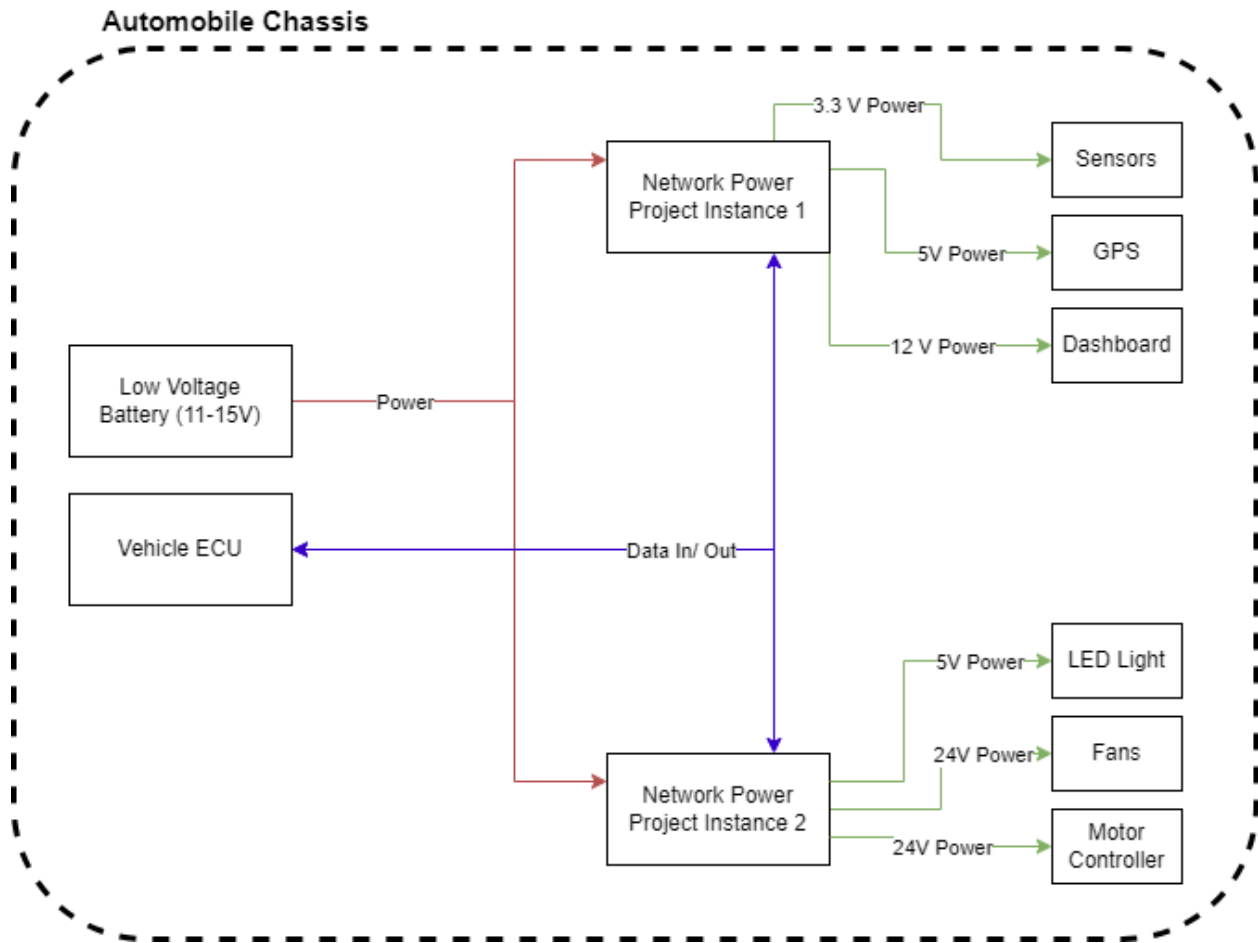 Automobile Chassis
3.3 V Power
Sensors
Network Power
Project Instance 1
5V Power
GPS
12 V Power
Dashboard
Low Voltage
Battery (11-15V)
Power
Vehicle ECU
Data In/ Out
5V Power
LED Light
24V Power
Fans
Network Power
Project Instance 2
24V Power
Motor
Controller